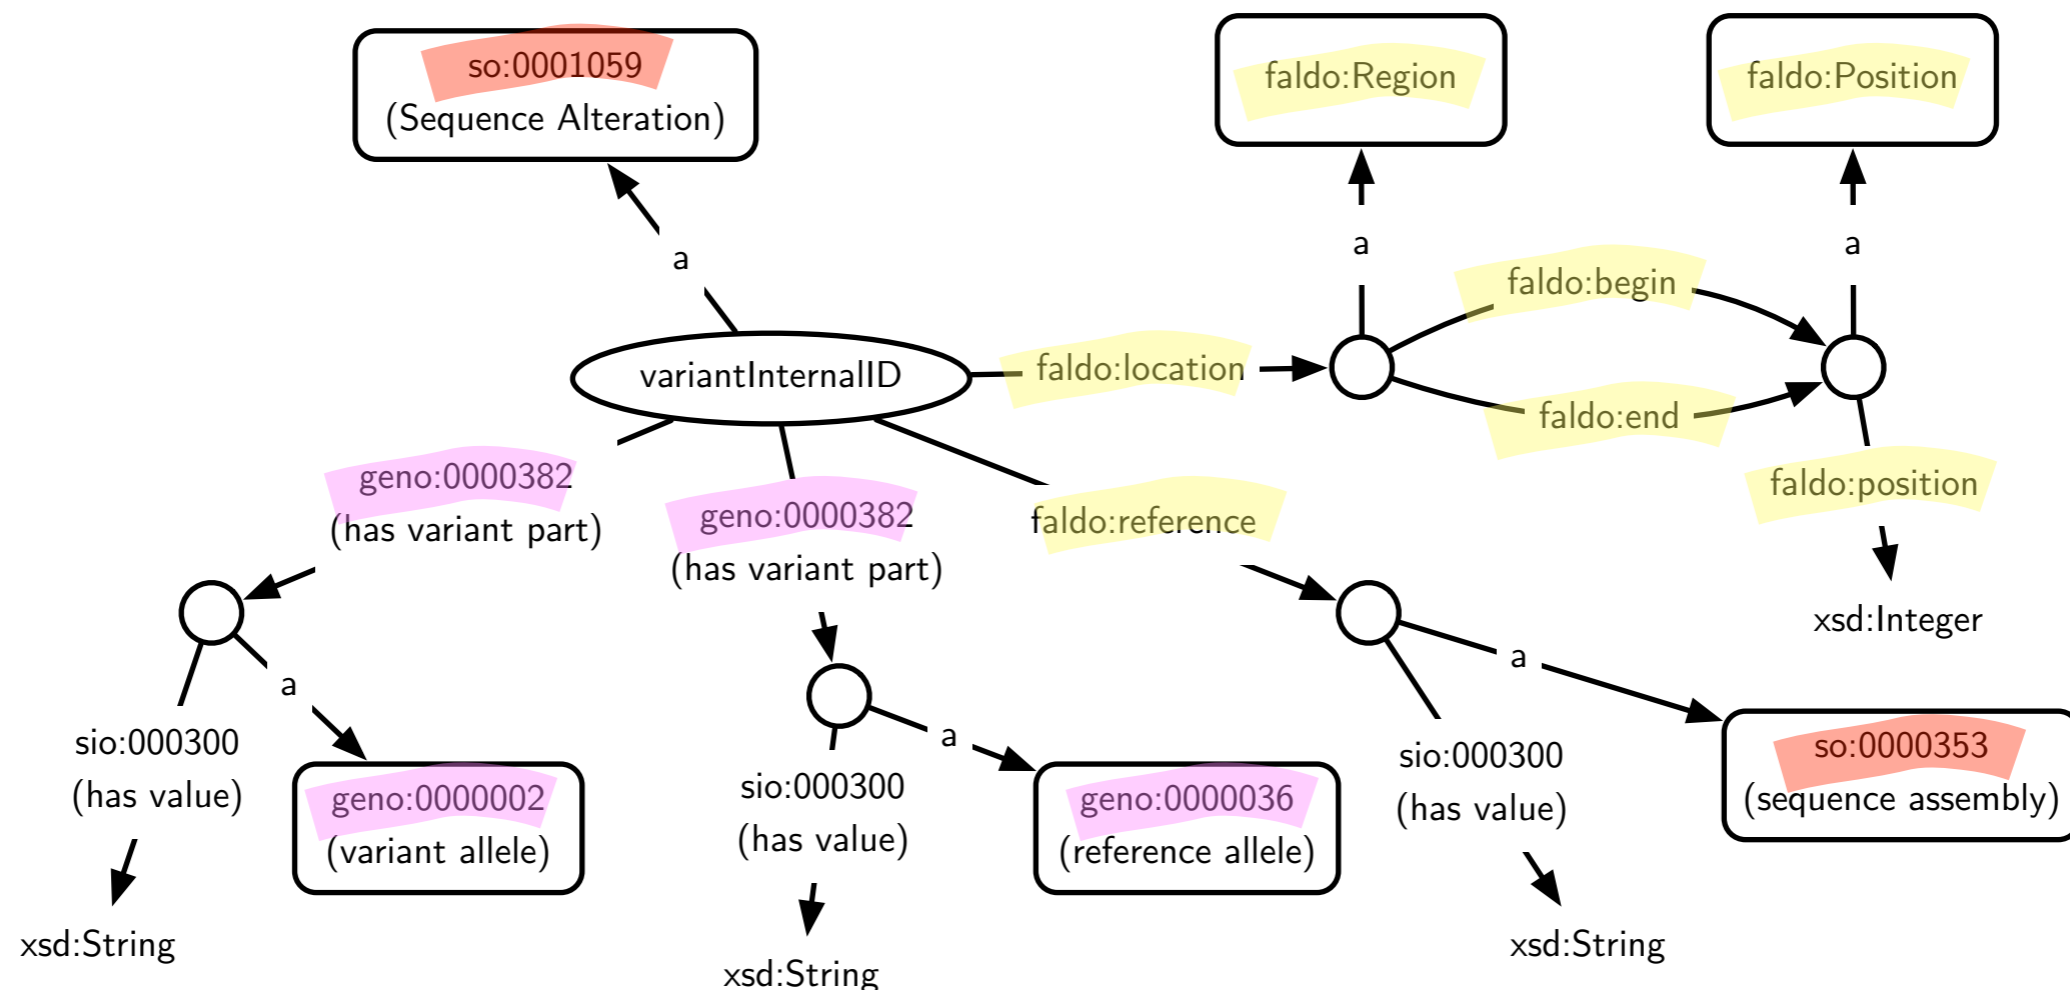 so:0001059
(Sequence Alteration)
faldo:Region
faldo:Position
a
a
a
faldo:begin
variantInternalID
faldo:location
faldo:end
geno:0000382
(has variant part)
geno:0000382
(has variant part)
faldo:reference
faldo:position
xsd:Integer
a
a
a
sio:000300
(has value)
geno:0000002
(variant allele)
sio:000300
(has value)
geno:0000036
(reference allele)
sio:000300
(has value)
so:0000353
(sequence assembly)
xsd:String
xsd:String
xsd:String